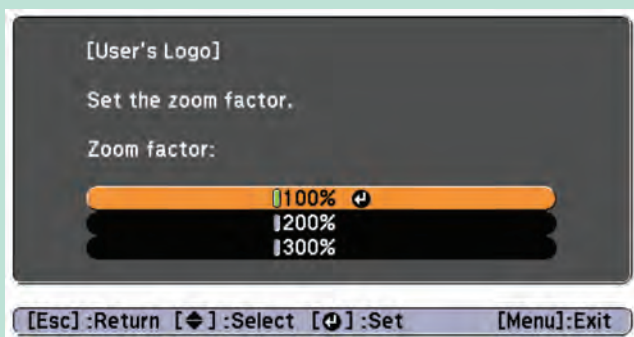 [User's Logo]
Set the zoom factor.
Zoom factor:
100%
200%
300%
[Esc] :Return [◆] :Select [↵] :Set [Menu]:Exit